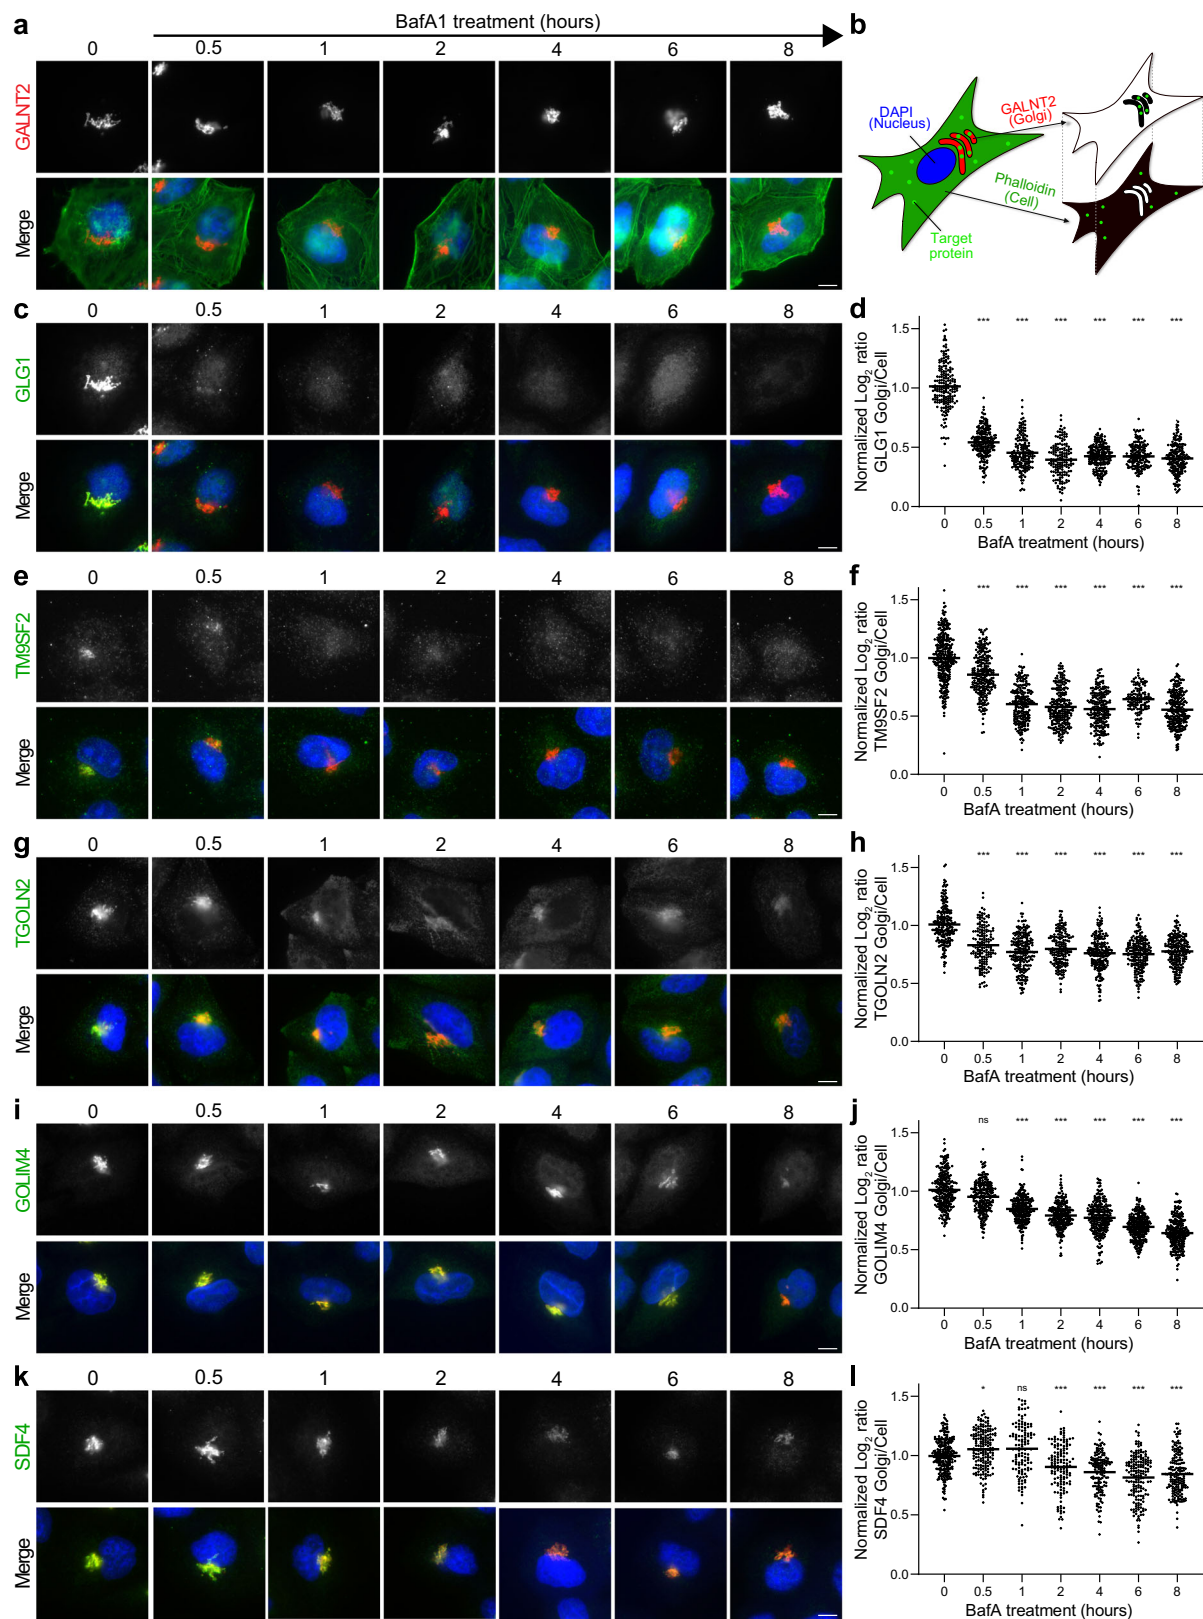 a
BafA1 treatment (hours)
0 0.5 1 2 4 6 8
GALNT2
Merge
b
DAPI
(Nucleus)
GALNT2
(Golgi)
Phalloidin
(Cell)
Target
protein
c
0 0.5 1 2 4 6 8
GLG1
Merge
d
Normalized Log2 ratio
GLG1 Golgi/Cell
1.5
1.0
0.5
0.0
*** *** *** *** *** ***
0 0.5 1 2 4 6 8
BafA treatment (hours)
e
0 0.5 1 2 4 6 8
TM9SF2
Merge
f
Normalized Log2 ratio
TM9SF2 Golgi/Cell
1.5
1.0
0.5
0.0
*** *** *** *** *** ***
0 0.5 1 2 4 6 8
BafA treatment (hours)
g
0 0.5 1 2 4 6 8
TGOLN2
Merge
h
Normalized Log2 ratio
TGOLN2 Golgi/Cell
1.5
1.0
0.5
0.0
*** *** *** *** *** ***
0 0.5 1 2 4 6 8
BafA treatment (hours)
i
0 0.5 1 2 4 6 8
GOLIM4
Merge
j
Normalized Log2 ratio
GOLIM4 Golgi/Cell
1.5
1.0
0.5
0.0
ns *** *** *** *** ***
0 0.5 1 2 4 6 8
BafA treatment (hours)
k
0 0.5 1 2 4 6 8
SDF4
Merge
l
Normalized Log2 ratio
SDF4 Golgi/Cell
1.5
1.0
0.5
0.0
* ns *** *** *** ***
0 0.5 1 2 4 6 8
BafA treatment (hours)